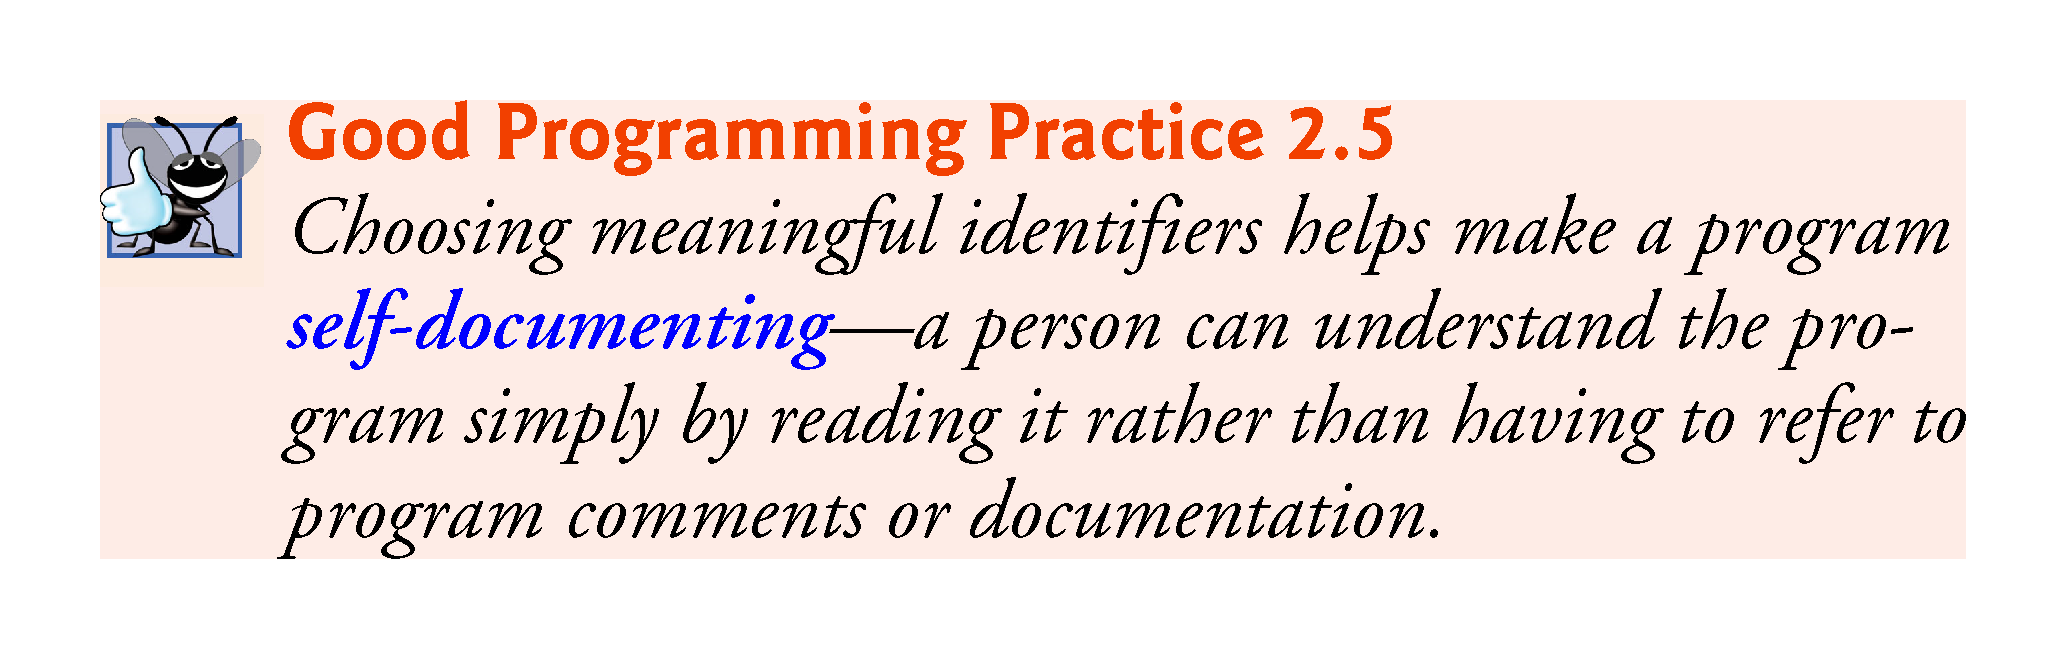 Good Programming Practice 2.5
Choosing meaningful identifiers helps make a program
self-documenting—a person can understand the pro-
gram simply by reading it rather than having to refer to
program comments or documentation.